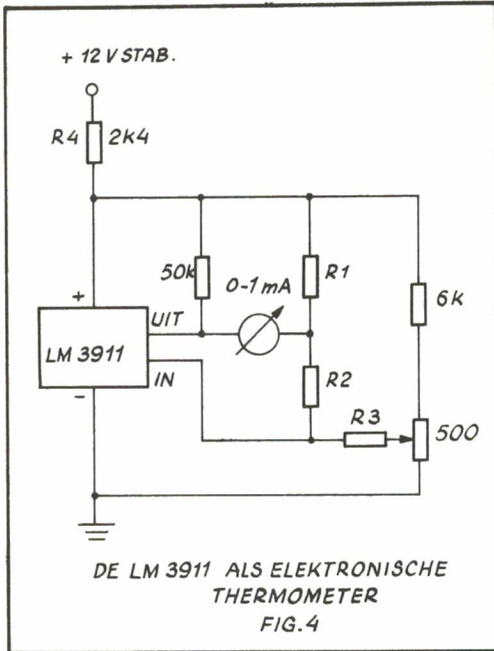 + 12 V STAB.
R4 2K4
50k
0-1 mA
R1
6k
+
UIT
LM 3911
IN
-
R2
R3
500
DE LM 3911 ALS ELEKTRONISCHE
THERMOMETER
FIG. 4